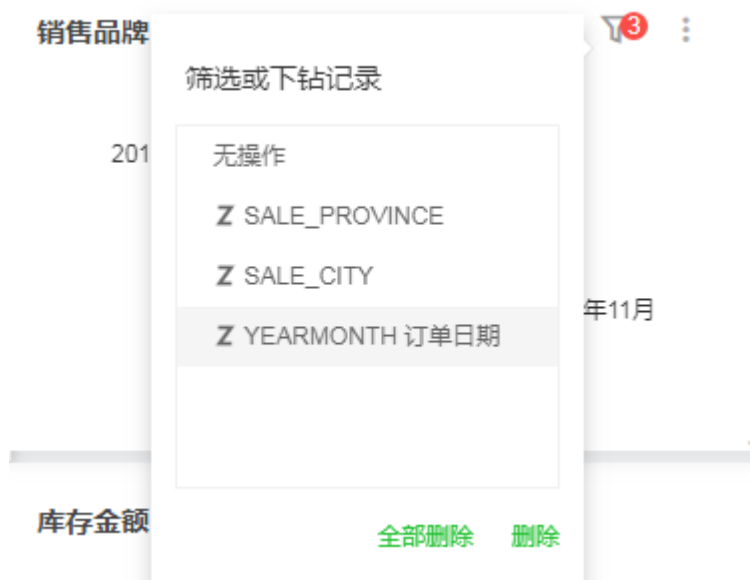 销售品牌
3
筛选或下钻记录
201
无操作
Z SALE_PROVINCE
Z SALE_CITY
年11月
Z YEARMONTH 订单日期
库存金额
全部删除 删除